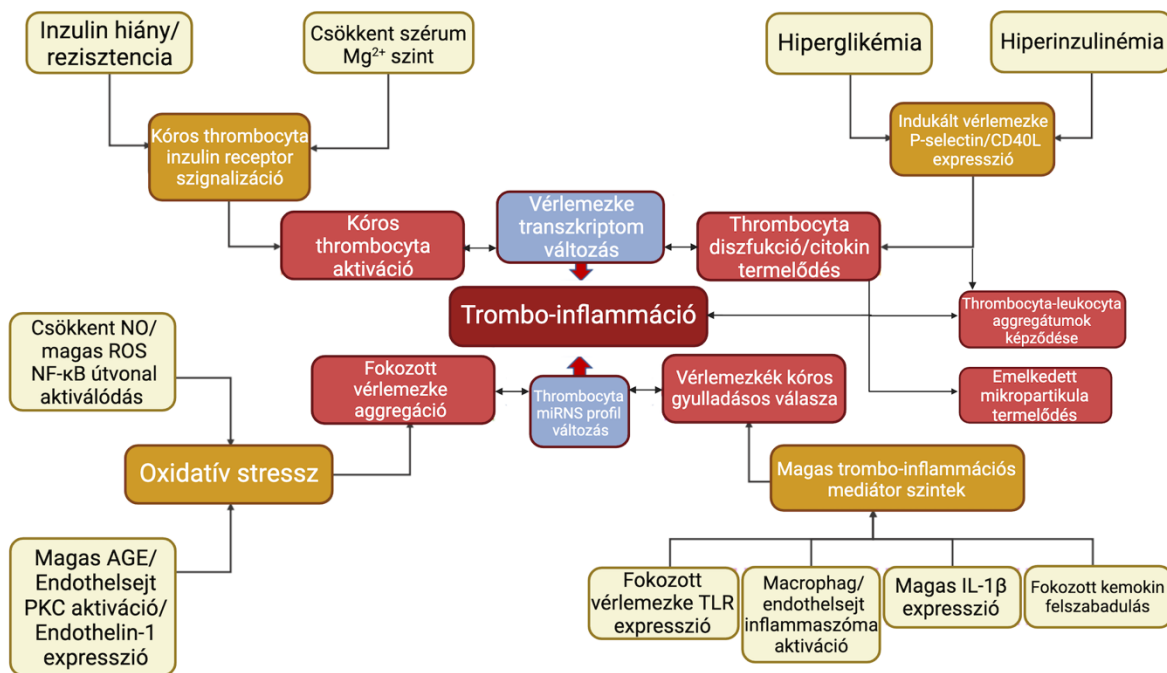 Inzulin hiány/
rezisztencia
Csökkent szérum
Mg²⁺ szint
Hiperglikémia
Hiperinzulinémia
Kóros thrombocyta
inzulin receptor
szignalizáció
Indukált vérlemezke
P-selectin/CD40L
expresszió
Kóros
thrombocyta
aktiváció
Vérlemezke
transzkriptom
változás
Thrombocyta
diszfukció/citokin
termelődés
Trombo-inflammáció
Thrombocyta-leukocyta
aggregátumok
képződése
Csökkent NO/
magas ROS
NF-κB útvonal
aktiválódás
Fokozott
vérlemezke
aggregáció
Thrombocyta
miRNS profil
változás
Vérlemezkék kóros
gyulladásos válasza
Emelkedett
mikropartikula
termelődés
Oxidatív stressz
Magas trombo-inflammációs
mediátor szintek
Magas AGE/
Endothelsejt
PKC aktiváció/
Endothelin-1
expresszió
Fokozott
vérlemezke TLR
expresszió
Macrophag/
endothelsejt
inflammaszóma
aktiváció
Magas IL-1β
expresszió
Fokozott kemokin
felszabadulás